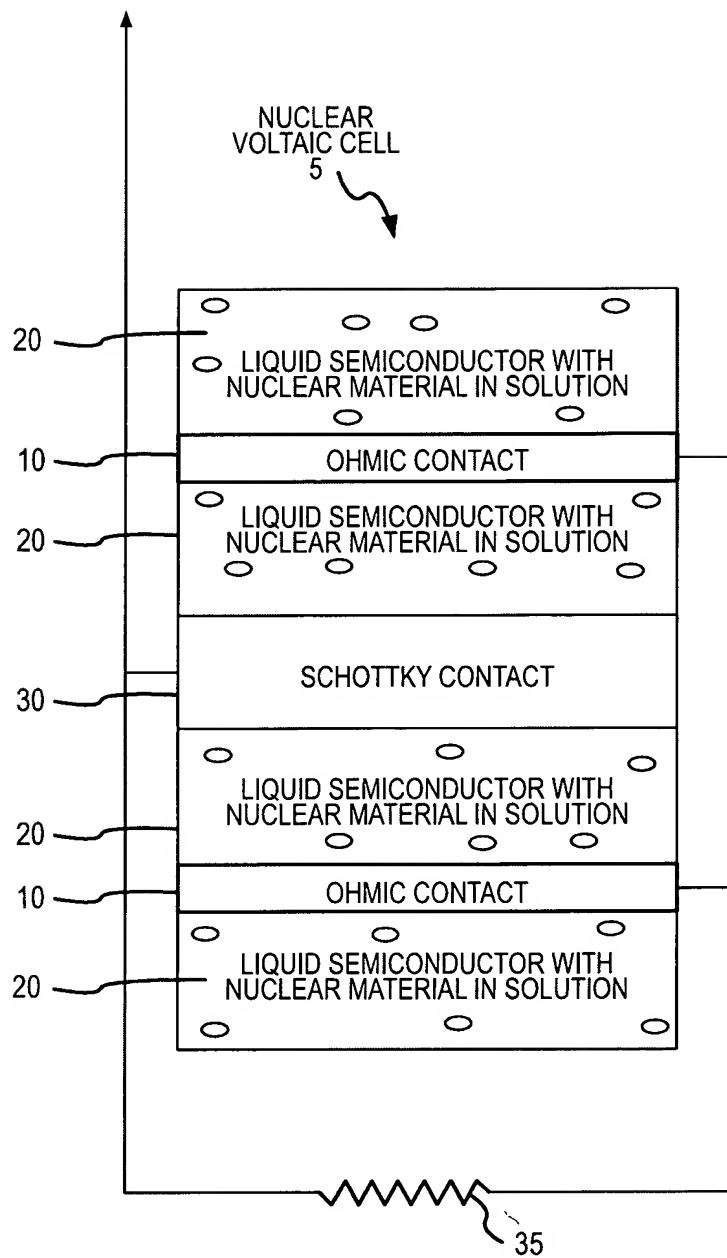 NUCLEAR
VOLTAIC CELL
5
20
LIQUID SEMICONDUCTOR WITH
NUCLEAR MATERIAL IN SOLUTION
10
OHMIC CONTACT
20
LIQUID SEMICONDUCTOR WITH
NUCLEAR MATERIAL IN SOLUTION
30
SCHOTTKY CONTACT
20
LIQUID SEMICONDUCTOR WITH
NUCLEAR MATERIAL IN SOLUTION
10
OHMIC CONTACT
20
LIQUID SEMICONDUCTOR WITH
NUCLEAR MATERIAL IN SOLUTION
35